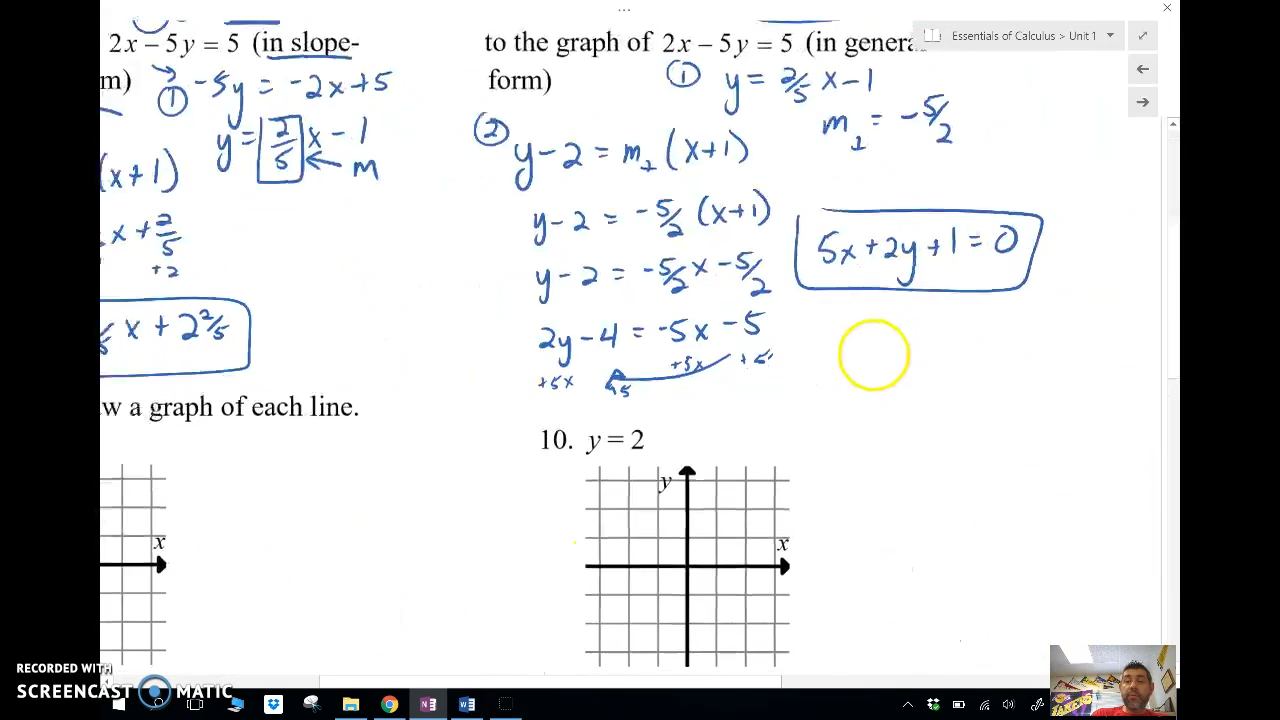 ...
2x – 5y = 5 (in slope-
m)
① -5y = -2x+5
y = 2/5 x - 1
← m
(x+1)
x + 2/5
+2
x + 2 2/5
w a graph of each line.
x
to the graph of 2x – 5y = 5 (in genera
form)
① y = 2/5 x - 1
m⊥ = -5/2
② y - 2 = m⊥ (x+1)
y - 2 = -5/2 (x+1)
y - 2 = -5/2 x - 5/2
2y - 4 = -5x - 5
+5x +5 +5x +5
5x + 2y + 1 = 0
10. y = 2
y
x
Essentials of Calculus > Unit 1
RECORDED WITH
SCREENCAST MATIC